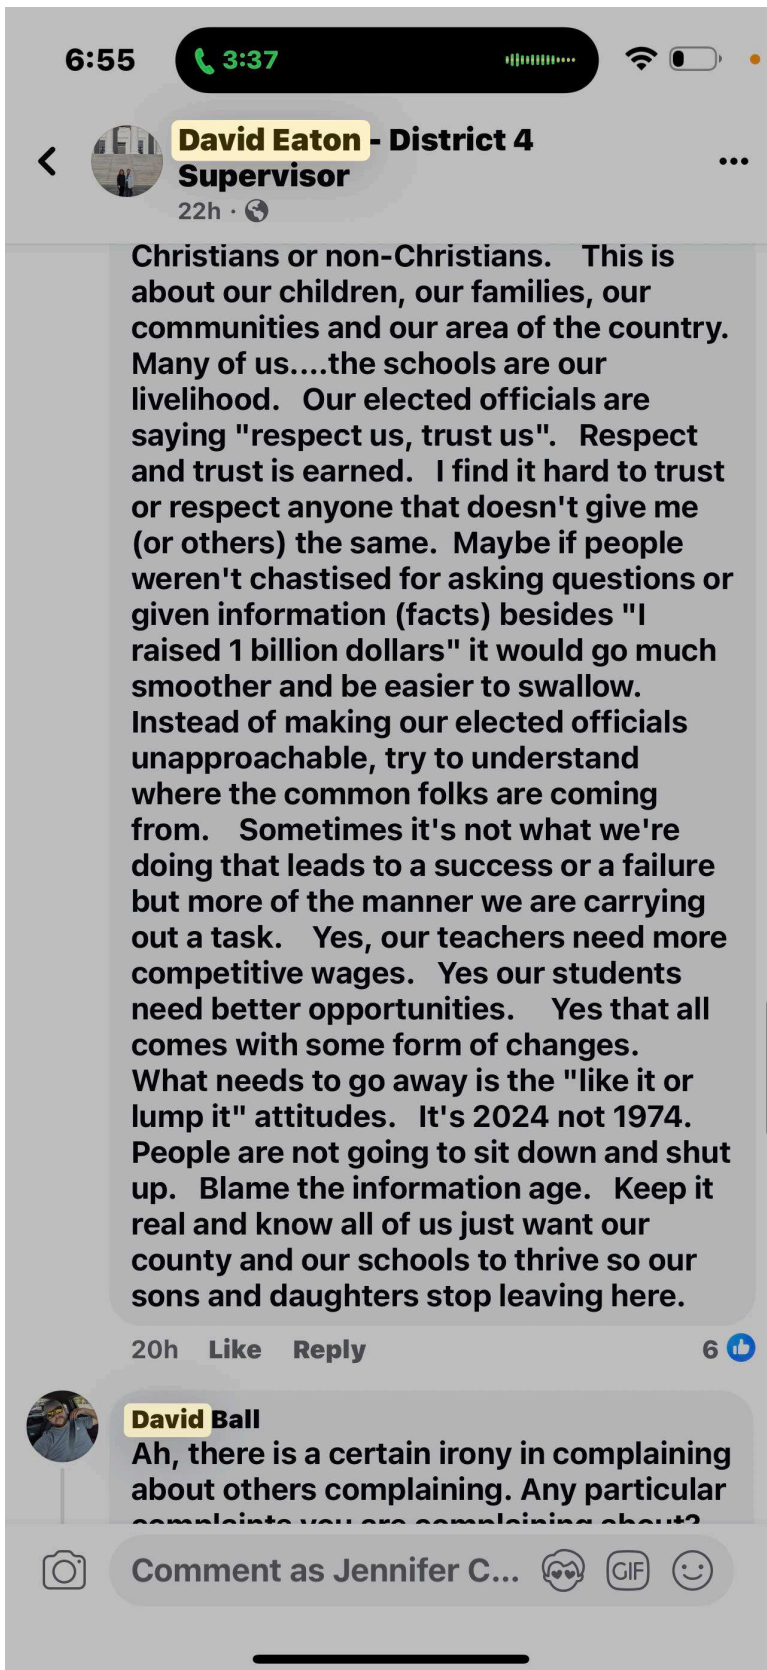 6:55
3:37
David Eaton - District 4
Supervisor
22h ·
Christians or non-Christians. This is
about our children, our families, our
communities and our area of the country.
Many of us....the schools are our
livelihood. Our elected officials are
saying "respect us, trust us". Respect
and trust is earned. I find it hard to trust
or respect anyone that doesn't give me
(or others) the same. Maybe if people
weren't chastised for asking questions or
given information (facts) besides "I
raised 1 billion dollars" it would go much
smoother and be easier to swallow.
Instead of making our elected officials
unapproachable, try to understand
where the common folks are coming
from. Sometimes it's not what we're
doing that leads to a success or a failure
but more of the manner we are carrying
out a task. Yes, our teachers need more
competitive wages. Yes our students
need better opportunities. Yes that all
comes with some form of changes.
What needs to go away is the "like it or
lump it" attitudes. It's 2024 not 1974.
People are not going to sit down and shut
up. Blame the information age. Keep it
real and know all of us just want our
county and our schools to thrive so our
sons and daughters stop leaving here.
20h Like Reply 6
David Ball
Ah, there is a certain irony in complaining
about others complaining. Any particular
complaints you are complaining about?
Comment as Jennifer C...
GIF